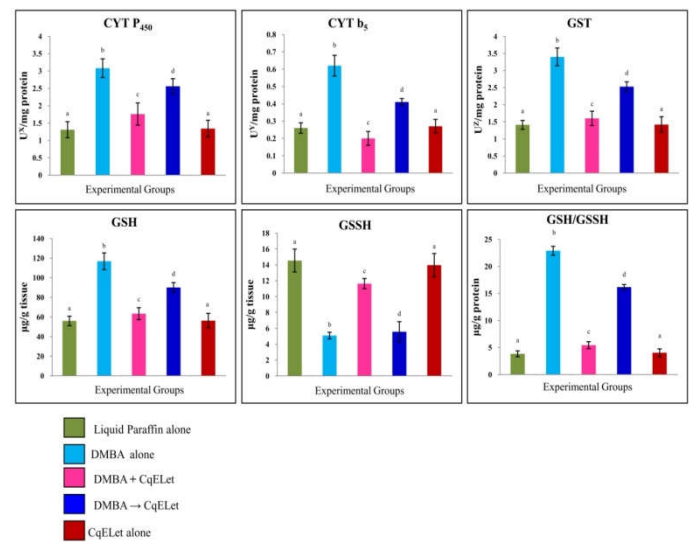 CYT P450
4
3.5
3
2.5
2
1.5
1
0.5
0
U^X/mg protein
a
b
c
d
a
Experimental Groups
CYT b5
0.8
0.7
0.6
0.5
0.4
0.3
0.2
0.1
0
U^Y/mg protein
a
b
c
d
a
Experimental Groups
GST
4
3.5
3
2.5
2
1.5
1
0.5
0
U^Z/mg protein
a
b
c
d
a
Experimental Groups
GSH
140
120
100
80
60
40
20
0
µg/g tissue
a
b
c
d
a
Experimental Groups
GSSH
18
16
14
12
10
8
6
4
2
0
µg/g tissue
a
b
c
d
a
Experimental Groups
GSH/GSSH
25
20
15
10
5
0
µg/g protein
a
b
c
d
a
Experimental Groups
Liquid Paraffin alone
DMBA alone
DMBA + CqELet
DMBA → CqELet
CqELet alone